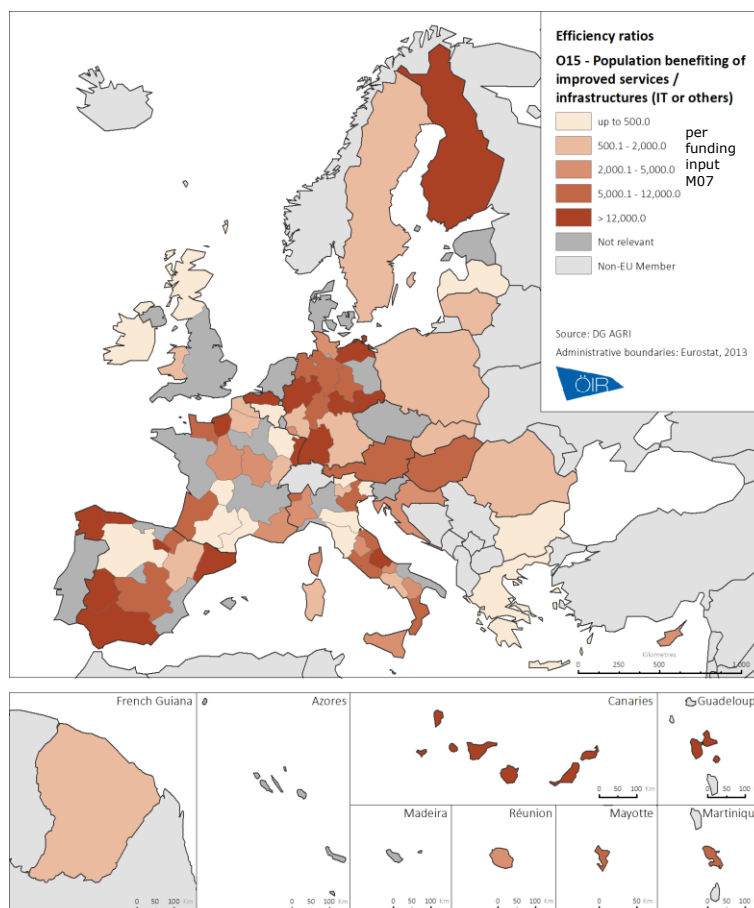 Efficiency ratios
O15 - Population benefiting of
improved services /
infrastructures (IT or others)
up to 500.0
500.1 - 2,000.0
2,000.1 - 5,000.0
5,000.1 - 12,000.0
> 12,000.0
Not relevant
Non-EU Member
per
funding
input
M07
Source: DG AGRI
Administrative boundaries: Eurostat, 2013
ÖIR
Kilometres
0 250 500 1 000
French Guiana
0 50 100 Km
Azores
0 50 100 Km
Canaries
0 50 100 Km
Guadeloup
0 50 100
Madeira
0 50 100 Km
Réunion
0 50 100 Km
Mayotte
0 50 Km
Martiniqu
0 50 100